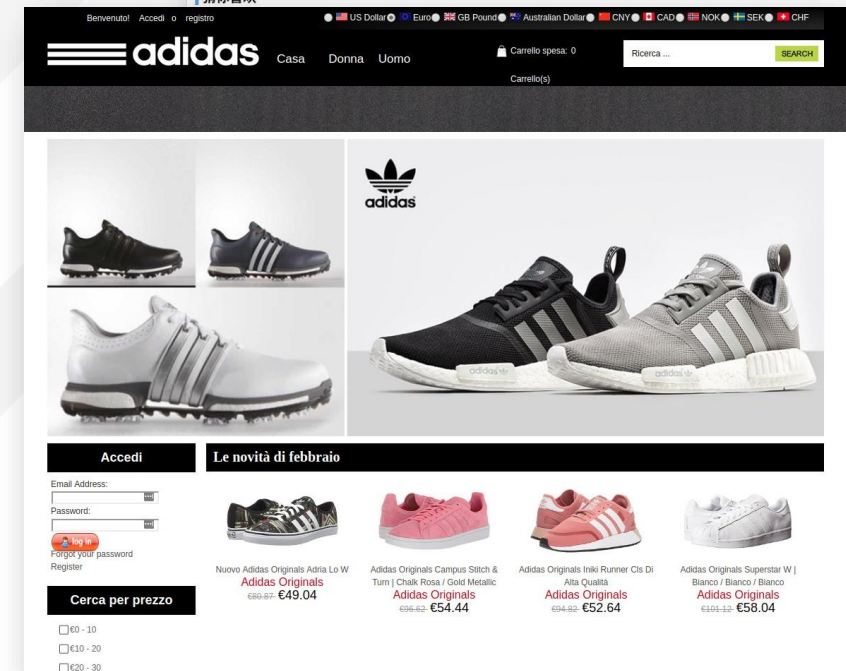 Benvenuto! Accedi o registro
US Dollar Euro GB Pound Australian Dollar CNY CAD NOK SEK CHF
adidas
Casa Donna Uomo
Carrello spesa: 0
Carrello(s)
Ricerca ...
SEARCH
adidas
adidas
adidas
Accedi
Email Address:
Password:
log in
Forgot your password
Register
Cerca per prezzo
€0 - 10
€10 - 20
€20 - 30
Le novità di febbraio
Nuovo Adidas Originals Adria Lo W
Adidas Originals
€80.87 €49.04
Adidas Originals Campus Stitch &
Turn | Chalk Rosa / Gold Metallic
Adidas Originals
€96.62 €54.44
Adidas Originals Iniki Runner Cls Di
Alta Qualità
Adidas Originals
€94.82 €52.64
Adidas Originals Superstar W |
Bianco / Bianco / Bianco
Adidas Originals
€101.12 €58.04